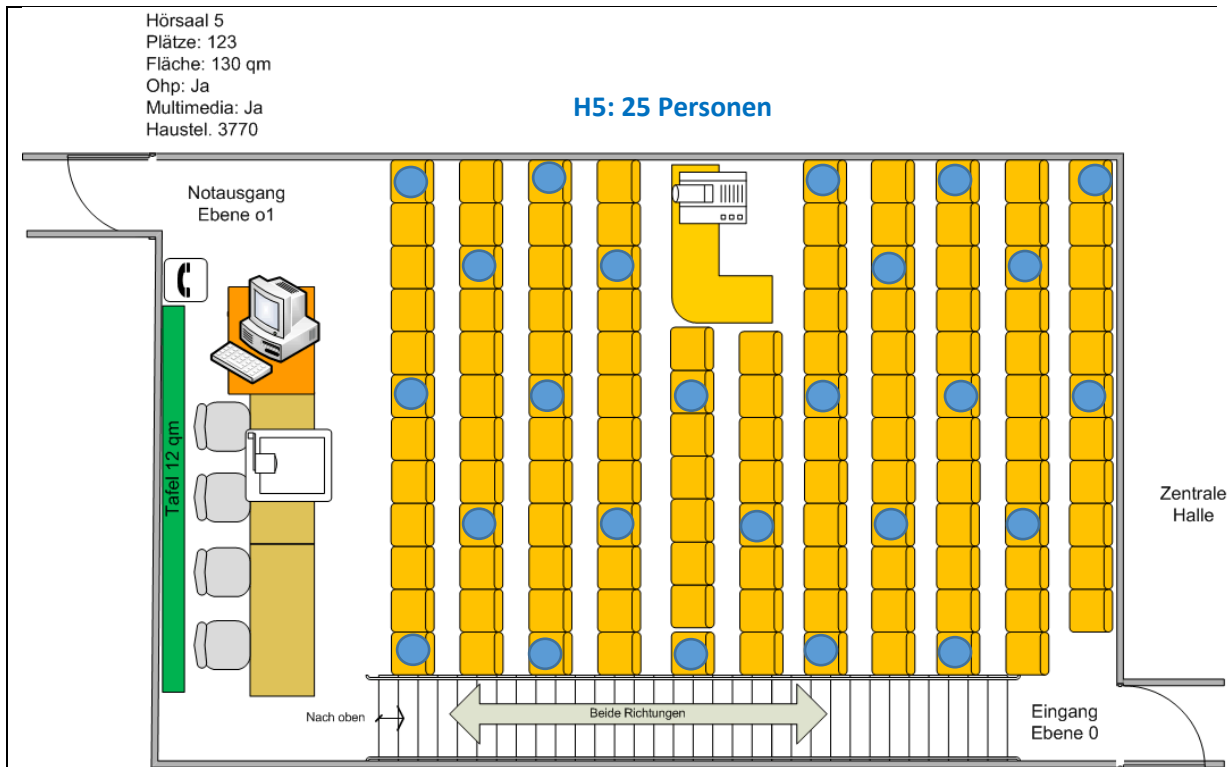 Hörsaal 5
Plätze: 123
Fläche: 130 qm
Ohp: Ja
Multimedia: Ja
Haustel. 3770
H5: 25 Personen
Notausgang
Ebene o1
Tafel 12 qm
Zentrale
Halle
Nach oben
Beide Richtungen
Eingang
Ebene 0